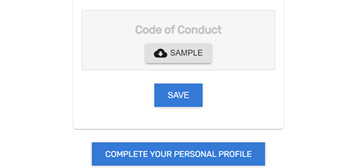 Code of Conduct
SAMPLE
SAVE
COMPLETE YOUR PERSONAL PROFILE